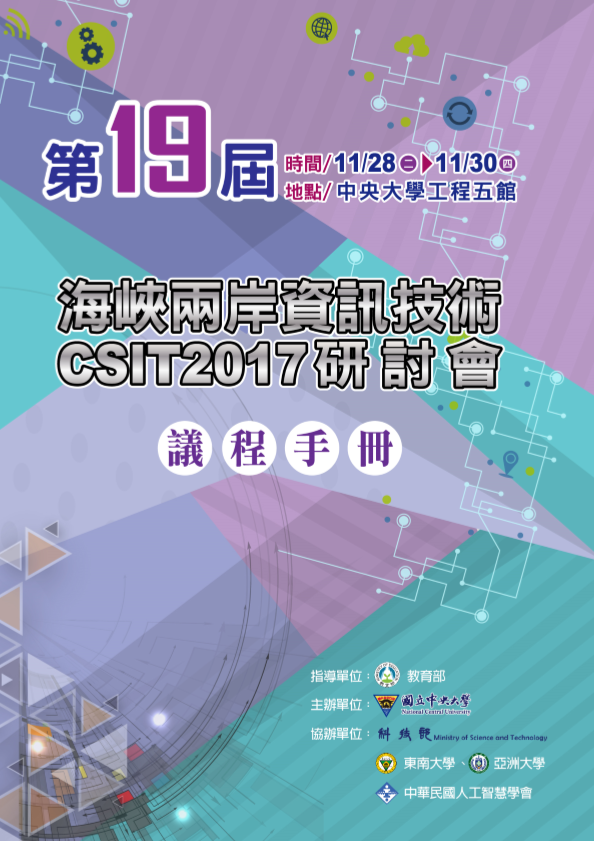 第19屆
時間/11/28㊁▶11/30㊃
地點/中央大學工程五館
海峽兩岸資訊技術
CSIT2017研討會
議程手冊
指導單位：教育部
主辦單位：國立中央大學
National Central University
協辦單位：科技部 Ministry of Science and Technology
東南大學、亞洲大學
中華民國人工智慧學會